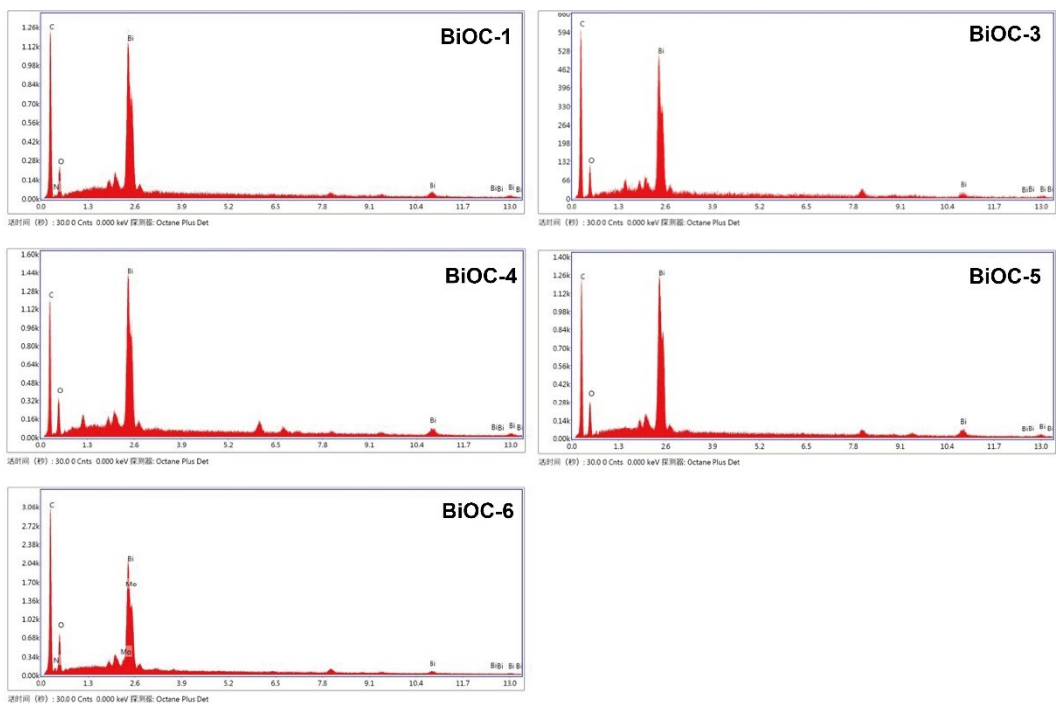 BiOC-1
1.26k
1.12k
0.98k
0.84k
0.70k
0.56k
0.42k
0.28k
0.14k
0.00k
C
N
O
Bi
Bi
BiBi Bi Bi
0.0 1.3 2.6 3.9 5.2 6.5 7.8 9.1 10.4 11.7 13.0
活时间 (秒) : 30.0 0 Cnts 0.000 keV 探测器: Octane Plus Det
BiOC-3
660
594
528
462
396
330
264
198
132
66
0
C
O
Bi
Bi
BiBi Bi Bi
0.0 1.3 2.6 3.9 5.2 6.5 7.8 9.1 10.4 11.7 13.0
活时间 (秒) : 30.0 0 Cnts 0.000 keV 探测器: Octane Plus Det
BiOC-4
1.60k
1.44k
1.28k
1.12k
0.96k
0.80k
0.64k
0.48k
0.32k
0.16k
0.00k
C
O
Bi
Bi
BiBi Bi Bi
0.0 1.3 2.6 3.9 5.2 6.5 7.8 9.1 10.4 11.7 13.0
活时间 (秒) : 30.0 0 Cnts 0.000 keV 探测器: Octane Plus Det
BiOC-5
1.40k
1.26k
1.12k
0.98k
0.84k
0.70k
0.56k
0.42k
0.28k
0.14k
0.00k
C
O
Bi
Bi
BiBi Bi Bi
0.0 1.3 2.6 3.9 5.2 6.5 7.8 9.1 10.4 11.7 13.0
活时间 (秒) : 30.0 0 Cnts 0.000 keV 探测器: Octane Plus Det
BiOC-6
3.06k
2.72k
2.38k
2.04k
1.70k
1.36k
1.02k
0.68k
0.34k
0.00k
C
N
O
Bi
Mo
Mo
Bi
BiBi Bi Bi
0.0 1.3 2.6 3.9 5.2 6.5 7.8 9.1 10.4 11.7 13.0
活时间 (秒) : 30.0 0 Cnts 0.000 keV 探测器: Octane Plus Det